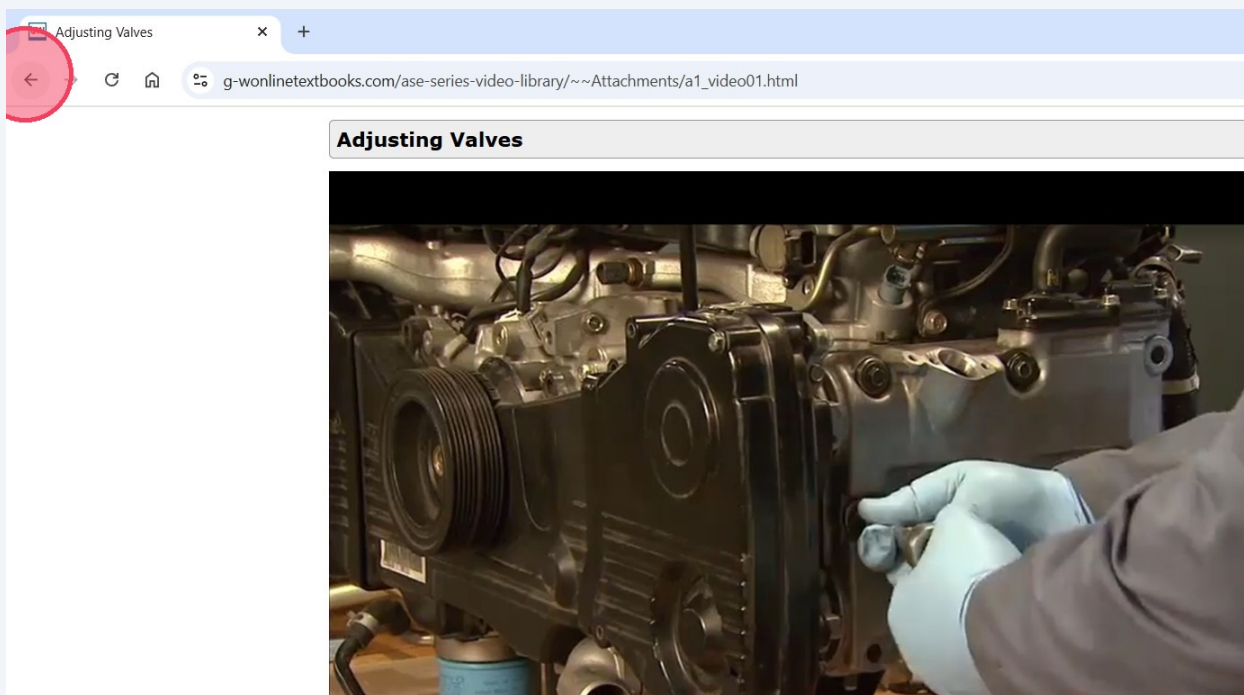 Adjusting Valves
g-wonlinetextbooks.com/ase-series-video-library/~~Attachments/a1_video01.html
Adjusting Valves